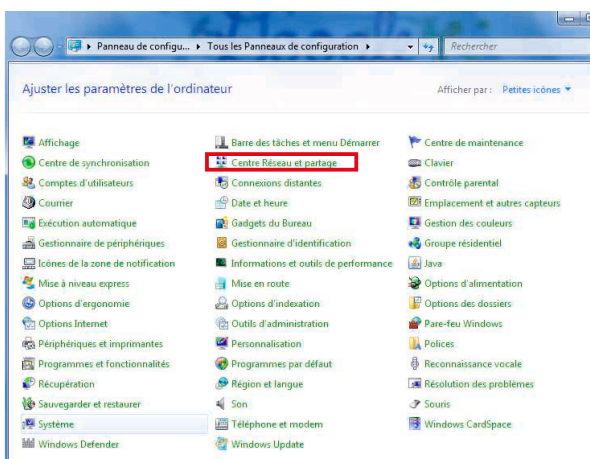 Panneau de configu... Tous les Panneaux de configuration Rechercher
Ajuster les paramètres de l'ordinateur Afficher par : Petites icônes
Affichage Barre des tâches et menu Démarrer Centre de maintenance
Centre de synchronisation Centre Réseau et partage Clavier
Comptes d'utilisateurs Connexions distantes Contrôle parental
Courrier Date et heure Emplacement et autres capteurs
Exécution automatique Gadgets du Bureau Gestion des couleurs
Gestionnaire de périphériques Gestionnaire d'identification Groupe résidentiel
Icônes de la zone de notification Informations et outils de performance Java
Mise à niveau express Mise en route Options d'alimentation
Options d'ergonomie Options d'indexation Options des dossiers
Options Internet Outils d'administration Pare-feu Windows
Périphériques et imprimantes Personnalisation Polices
Programmes et fonctionnalités Programmes par défaut Reconnaissance vocale
Récupération Région et langue Résolution des problèmes
Sauvegarder et restaurer Son Souris
Système Téléphone et modem Windows CardSpace
Windows Defender Windows Update